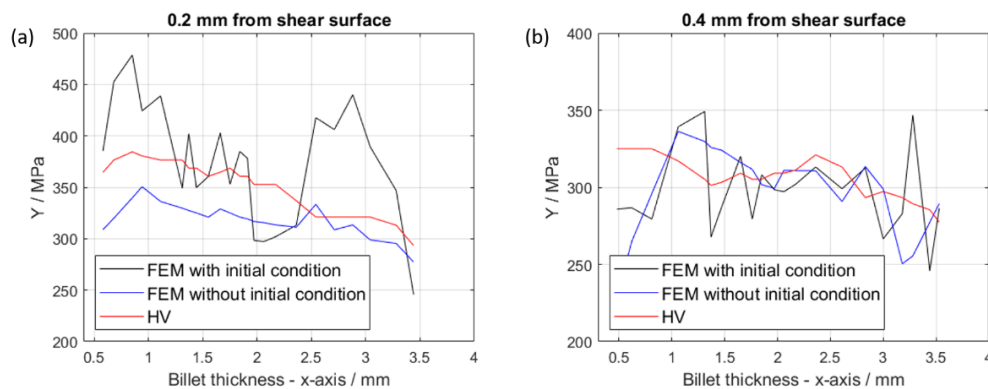 (a)
0.2 mm from shear surface
500
450
400
350
300
250
200
Y / MPa
FEM with initial condition
FEM without initial condition
HV
0.5 1 1.5 2 2.5 3 3.5 4
Billet thickness - x-axis / mm
(b)
0.4 mm from shear surface
400
350
300
250
200
Y / MPa
FEM with initial condition
FEM without initial condition
HV
0.5 1 1.5 2 2.5 3 3.5 4
Billet thickness - x-axis / mm